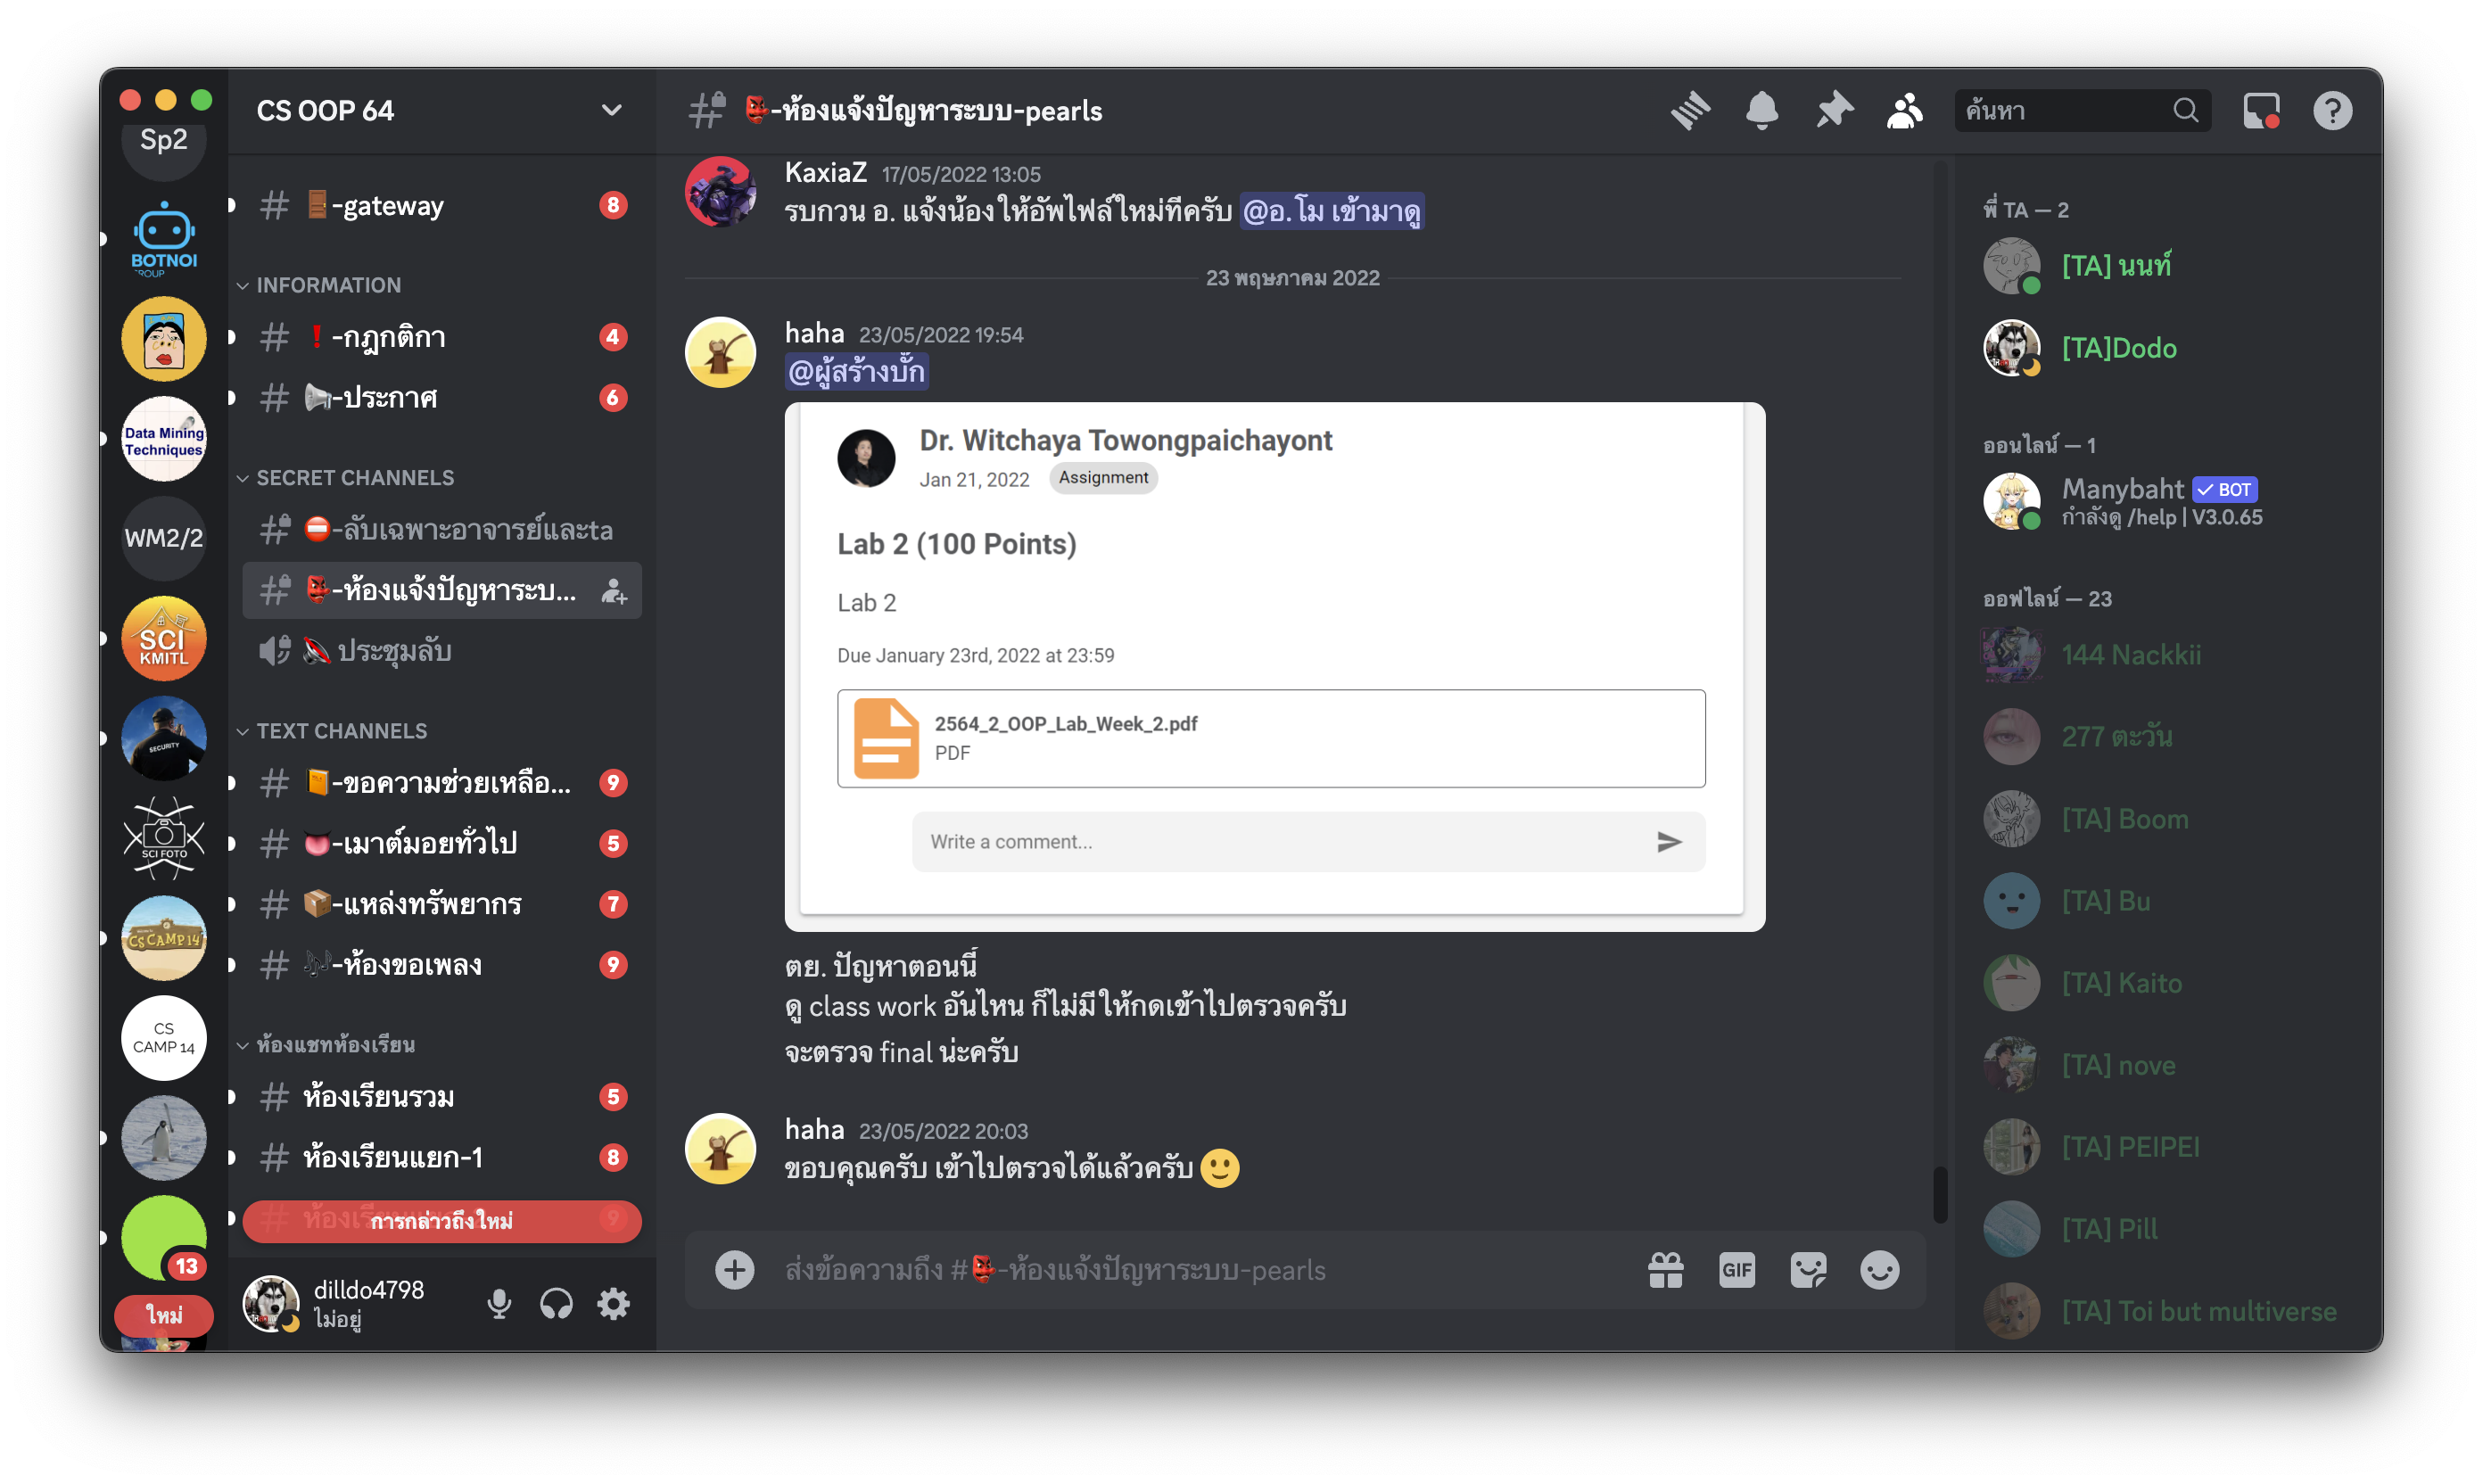 Sp2
BOTNOI
GROUP
Data Mining
Techniques
WM2/2
SCI
KMITL
SECURITY
SCI FOTO
CS CAMP 14
CS
CAMP 14
13
ใหม่
CS OOP 64
🚪-gateway
8
INFORMATION
❗-กฎกติกา
4
📢-ประกาศ
6
SECRET CHANNELS
⛔-ลับเฉพาะอาจารย์และta
👺-ห้องแจ้งปัญหาระบ...
ประชุมลับ
TEXT CHANNELS
📙-ขอความช่วยเหลือ...
9
👅-เมาต์มอยทั่วไป
5
📦-แหล่งทรัพยากร
7
🎶-ห้องขอเพลง
9
ห้องแชทห้องเรียน
ห้องเรียนรวม
5
ห้องเรียนแยก-1
8
การกล่าวถึงใหม่
9
dilldo4798
ไม่อยู่
👺-ห้องแจ้งปัญหาระบบ-pearls
ค้นหา
KaxiaZ 17/05/2022 13:05
รบกวน อ. แจ้งน้องให้อัพไฟล์ใหม่ทีครับ @อ.โม เข้ามาดู
23 พฤษภาคม 2022
haha 23/05/2022 19:54
@ผู้สร้างบั๊ก
Dr. Witchaya Towongpaichayont
Jan 21, 2022 Assignment
Lab 2 (100 Points)
Lab 2
Due January 23rd, 2022 at 23:59
2564_2_OOP_Lab_Week_2.pdf
PDF
Write a comment...
ตย. ปัญหาตอนนี้
ดู class work อันไหน ก็ไม่มีให้กดเข้าไปตรวจครับ
จะตรวจ final น่ะครับ
haha 23/05/2022 20:03
ขอบคุณครับ เข้าไปตรวจได้แล้วครับ 🙂
ส่งข้อความถึง #👺-ห้องแจ้งปัญหาระบบ-pearls
GIF
พี่ TA — 2
[TA] นนท์
[TA]Dodo
ออนไลน์ — 1
Manybaht ✓ BOT
กำลังดู /help | V3.0.65
ออฟไลน์ — 23
144 Nackkii
277 ตะวัน
[TA] Boom
[TA] Bu
[TA] Kaito
[TA] nove
[TA] PEIPEI
[TA] Pill
[TA] Toi but multiverse